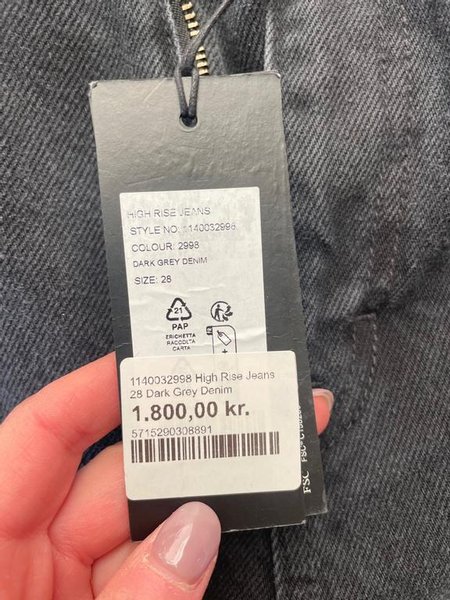 HIGH RISE JEANS
STYLE NO: 1140032998
COLOUR: 2998
DARK GREY DENIM
SIZE: 28
21
PAP
ETICHETTA
RACCOLTA
CARTA
1140032998 High Rise Jeans
28 Dark Grey Denim
1.800,00 kr.
5715290308891
FSC